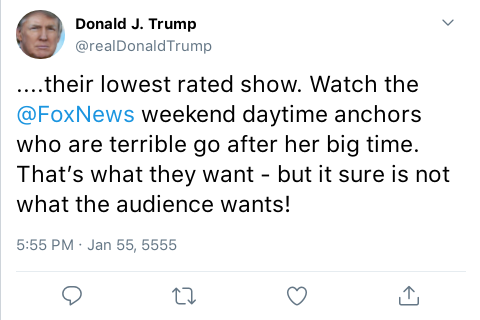 Donald J. Trump
@realDonaldTrump
....their lowest rated show. Watch the
@FoxNews weekend daytime anchors
who are terrible go after her big time.
That’s what they want - but it sure is not
what the audience wants!
5:55 PM · Jan 55, 5555